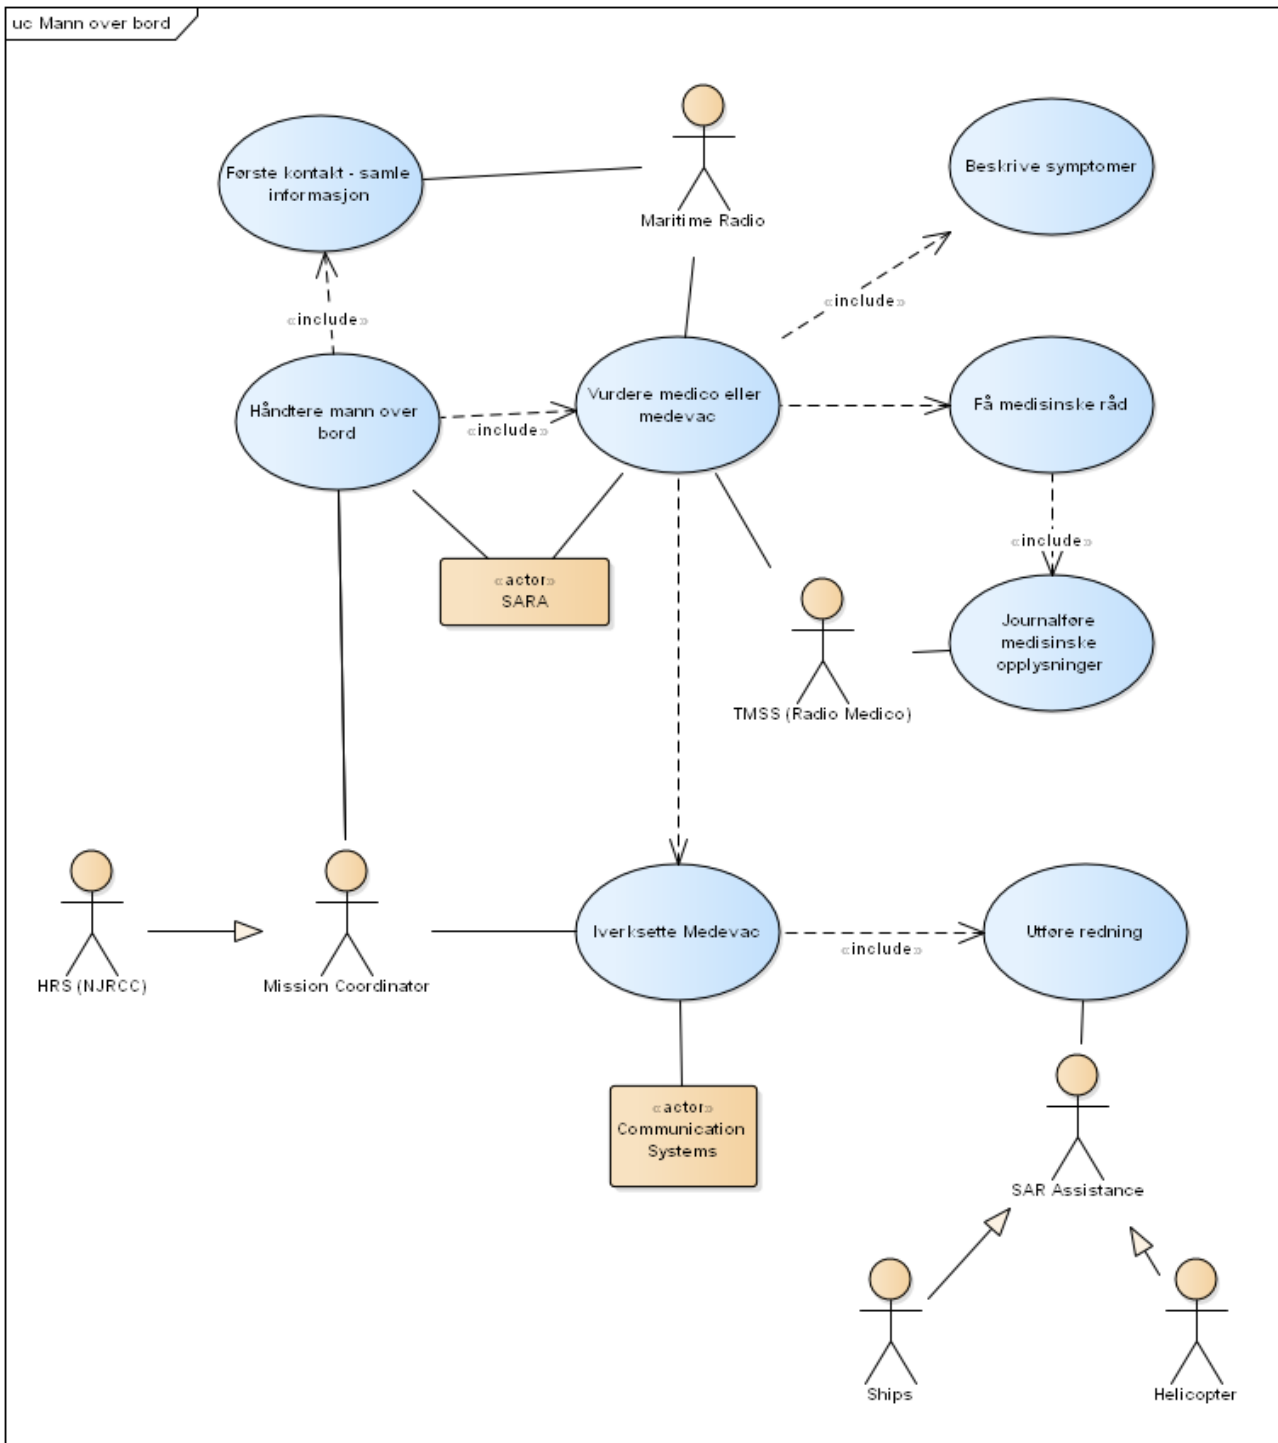 uc Mann over bord
Første kontakt - samle
informasjon
Maritime Radio
Beskrive symptomer
«include»
«include»
Håndtere mann over
bord
«include»
Vurdere medico eller
medevac
Få medisinske råd
«include»
«actor»
SARA
TMSS (Radio Medico)
Journalføre
medisinske
opplysninger
HRS (NJRCC)
Mission Coordinator
Iverksette Medevac
«include»
Utføre redning
«actor»
Communication
Systems
SAR Assistance
Ships
Helicopter